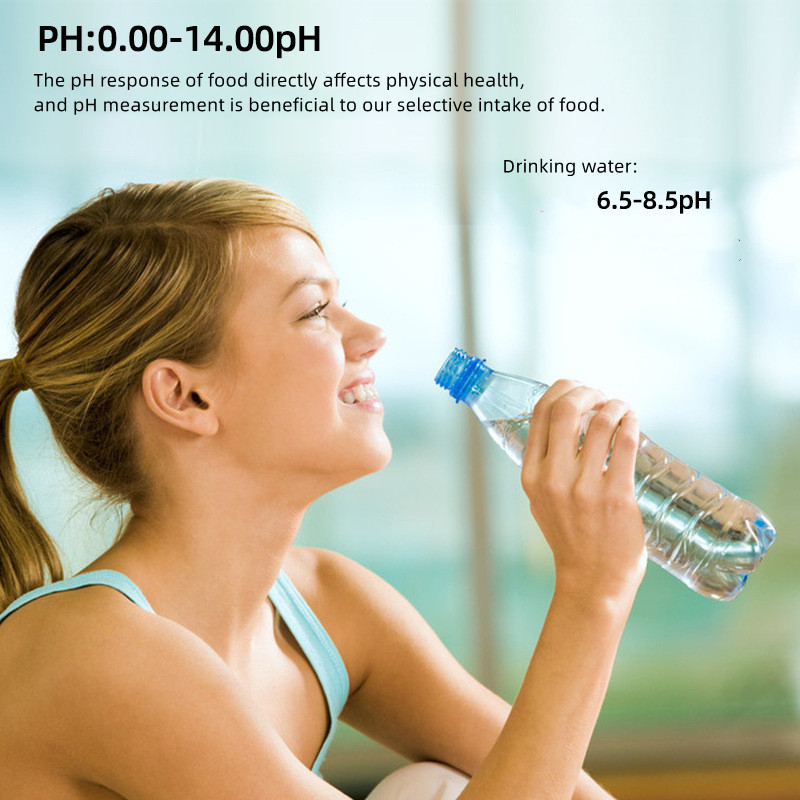 PH:0.00-14.00pH
The pH response of food directly affects physical health,
and pH measurement is beneficial to our selective intake of food.
Drinking water:
6.5-8.5pH